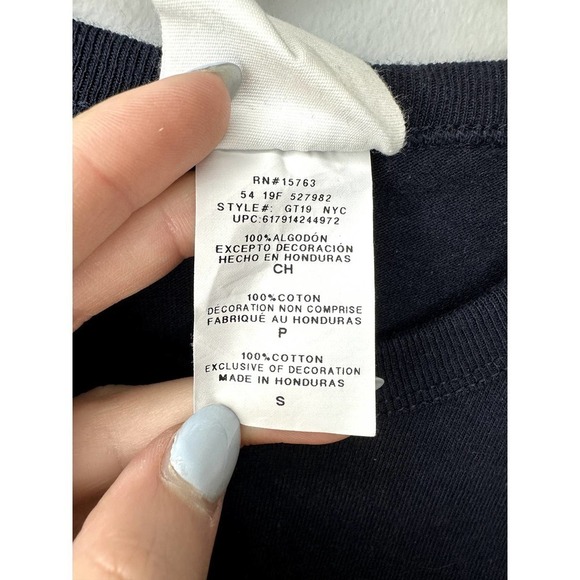 RN#15763
54 19F 527982
STYLE#: GT19 NYC
UPC:617914244972
100%ALGODÓN
EXCEPTO DECORACIÓN
HECHO EN HONDURAS
CH
100%COTON
DÉCORATION NON COMPRISE
FABRIQUÉ AU HONDURAS
P
100%COTTON
EXCLUSIVE OF DECORATION
MADE IN HONDURAS
S